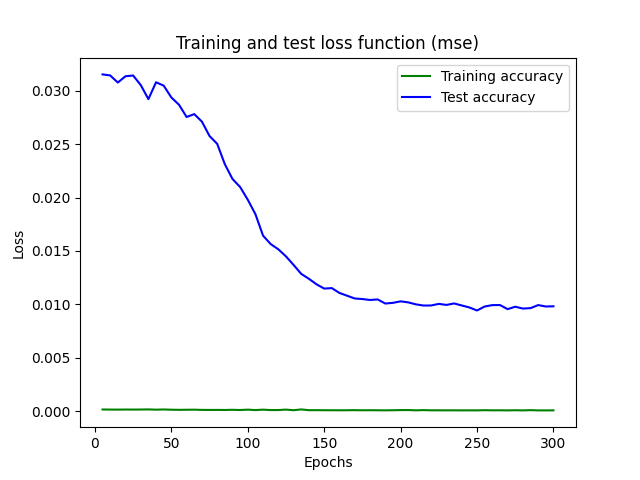 Training and test loss function (mse)
Training accuracy
Test accuracy
0.030
0.025
0.020
0.015
0.010
0.005
0.000
Loss
0
50
100
150
200
250
300
Epochs